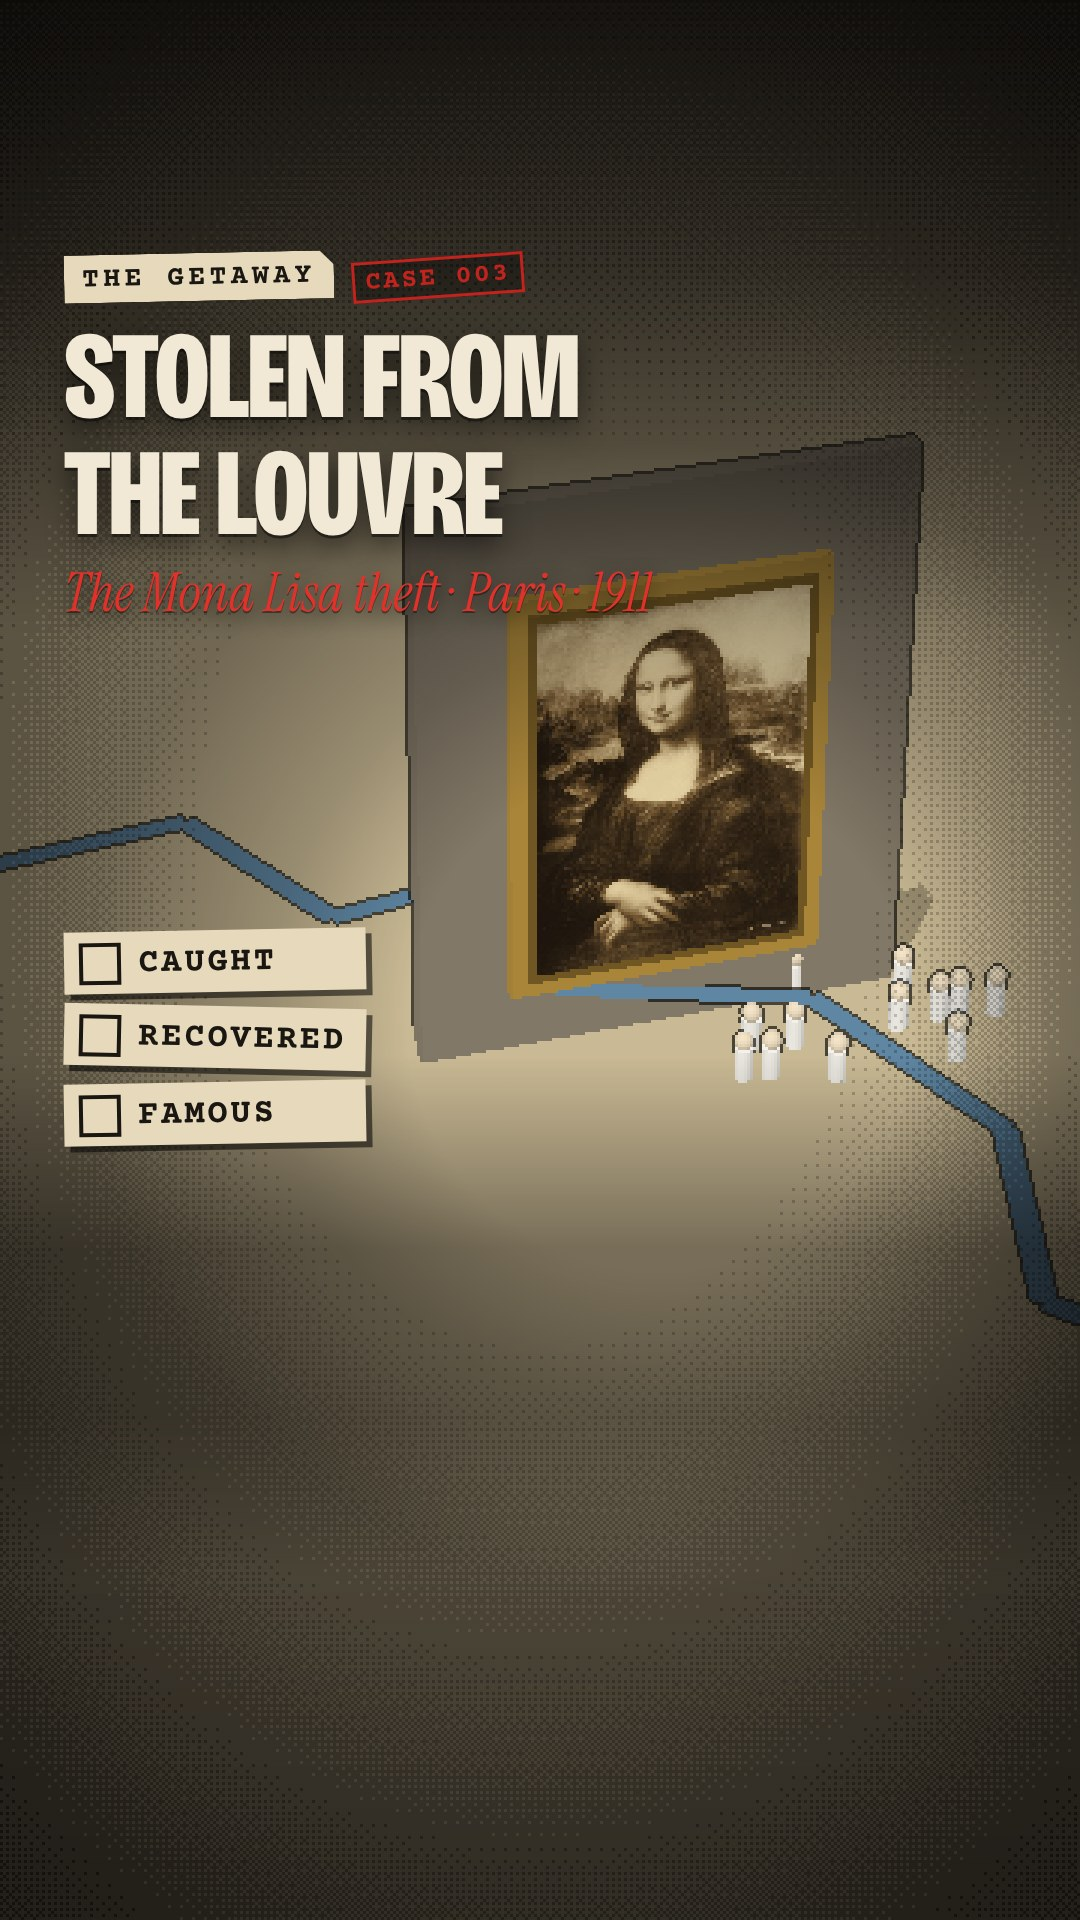 THE GETAWAY
CASE 003
STOLEN FROM
THE LOUVRE
The Mona Lisa theft · Paris · 1911
CAUGHT
RECOVERED
FAMOUS